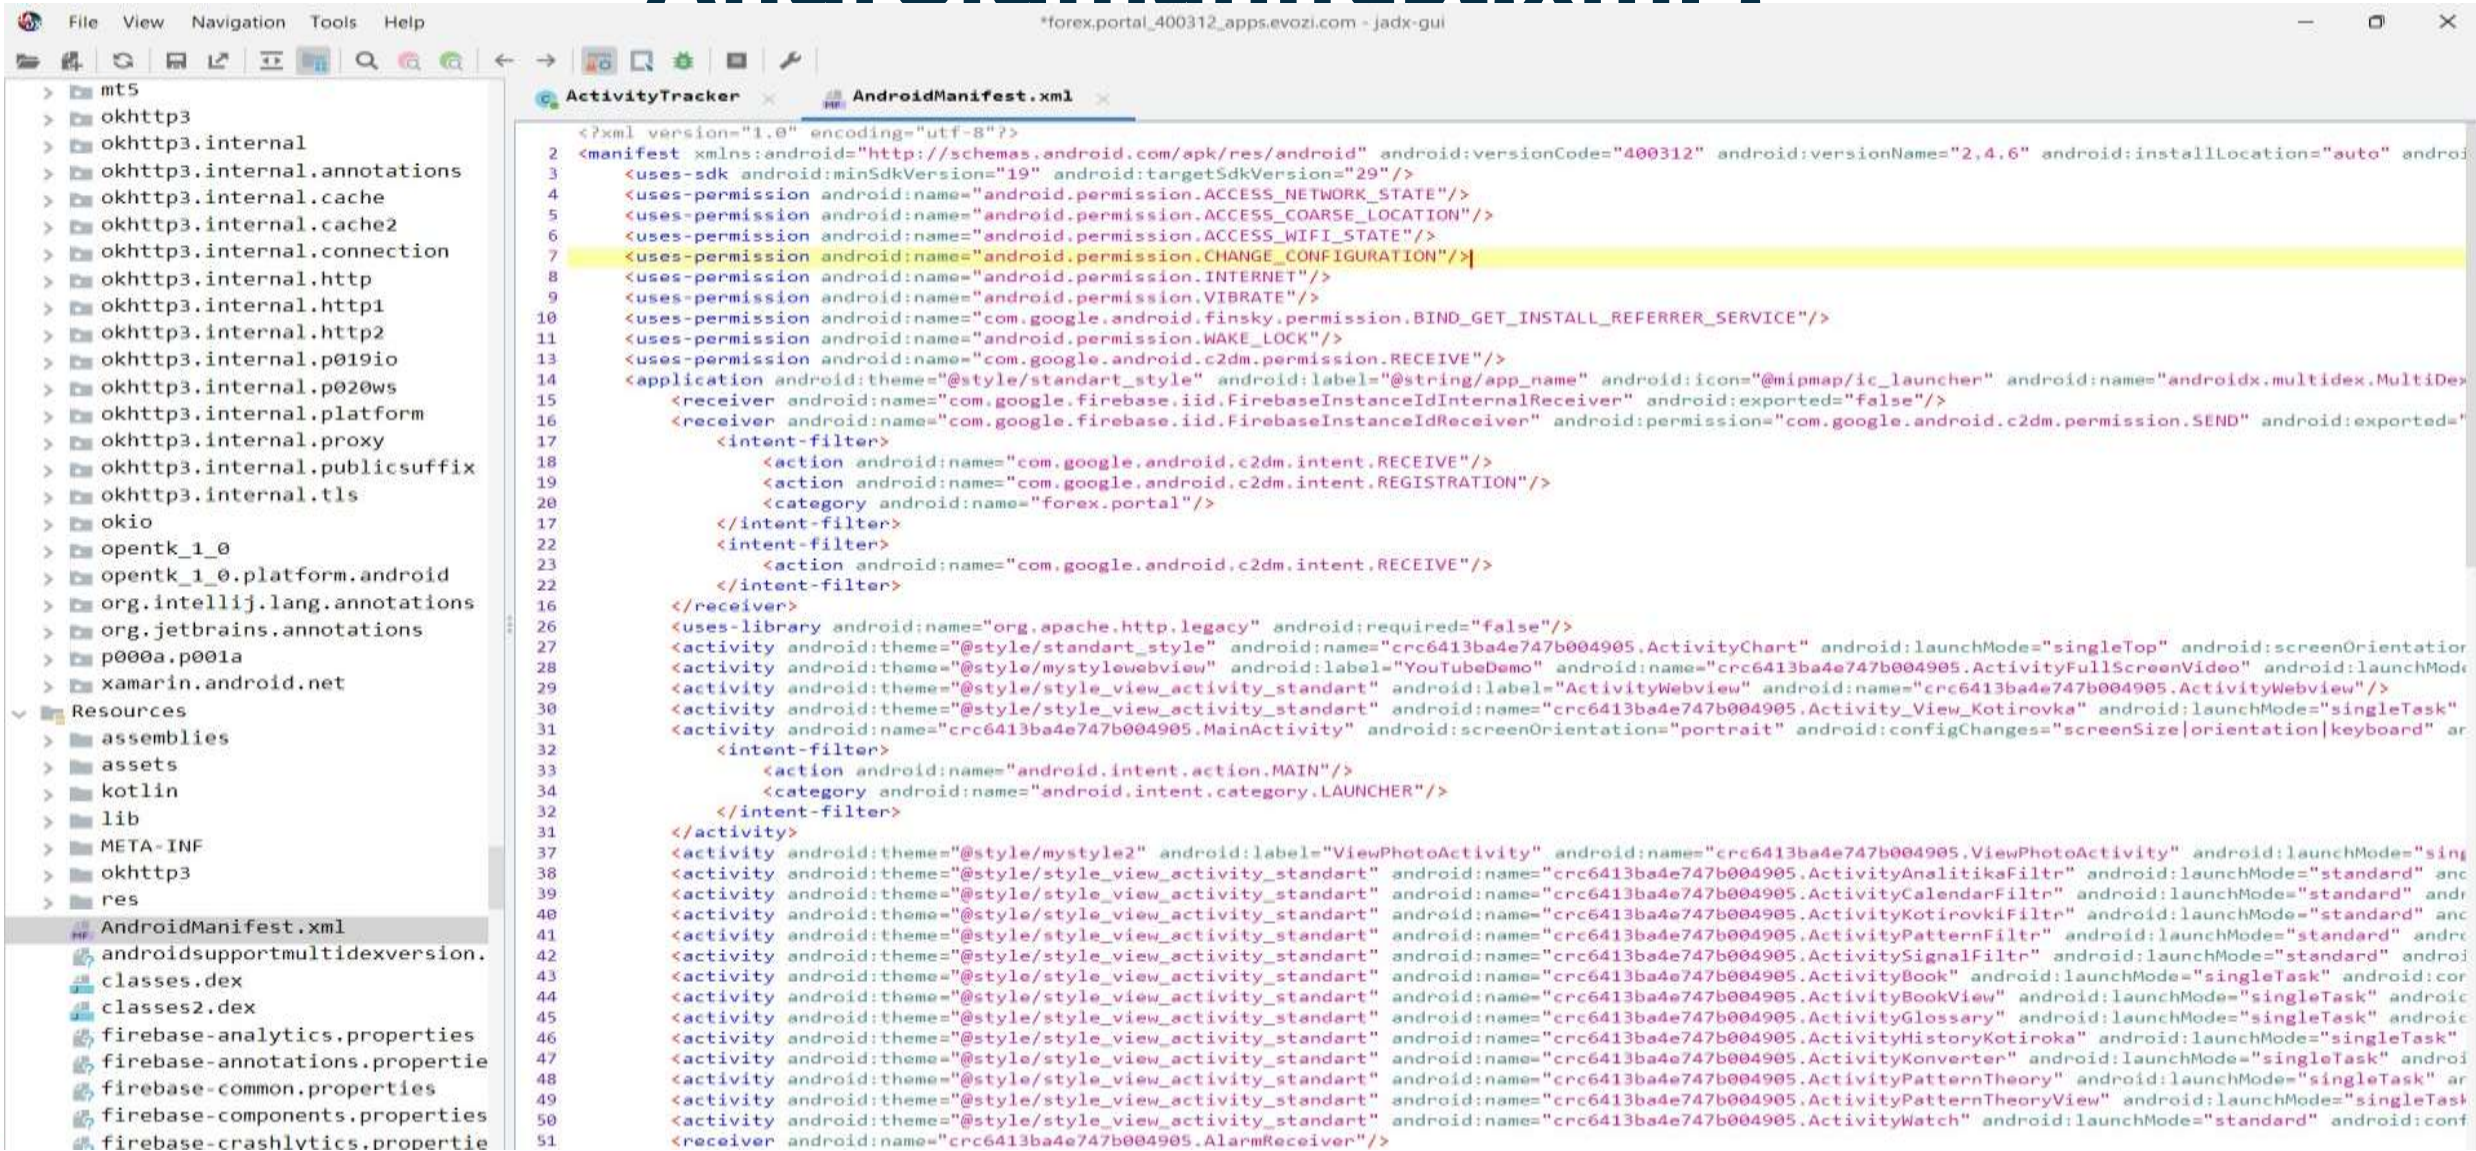 File View Navigation Tools Help
*forex.portal_400312_apps.evozi.com - jadx-gui
mt5
okhttp3
okhttp3.internal
okhttp3.internal.annotations
okhttp3.internal.cache
okhttp3.internal.cache2
okhttp3.internal.connection
okhttp3.internal.http
okhttp3.internal.http1
okhttp3.internal.http2
okhttp3.internal.p019io
okhttp3.internal.p020ws
okhttp3.internal.platform
okhttp3.internal.proxy
okhttp3.internal.publicsuffix
okhttp3.internal.tls
okio
opentk_1_0
opentk_1_0.platform.android
org.intellij.lang.annotations
org.jetbrains.annotations
p000a.p001a
xamarin.android.net
Resources
assemblies
assets
kotlin
lib
META-INF
okhttp3
res
AndroidManifest.xml
androidsupportmultidexversion.
classes.dex
classes2.dex
firebase-analytics.properties
firebase-annotations.propertie
firebase-common.properties
firebase-components.properties
firebase-crashlytics.propertie
ActivityTracker AndroidManifest.xml
<?xml version="1.0" encoding="utf-8"?>
2 <manifest xmlns:android="http://schemas.android.com/apk/res/android" android:versionCode="400312" android:versionName="2.4.6" android:installLocation="auto" androi
3 <uses-sdk android:minSdkVersion="19" android:targetSdkVersion="29"/>
4 <uses-permission android:name="android.permission.ACCESS_NETWORK_STATE"/>
5 <uses-permission android:name="android.permission.ACCESS_COARSE_LOCATION"/>
6 <uses-permission android:name="android.permission.ACCESS_WIFI_STATE"/>
7 <uses-permission android:name="android.permission.CHANGE_CONFIGURATION"/>
8 <uses-permission android:name="android.permission.INTERNET"/>
9 <uses-permission android:name="android.permission.VIBRATE"/>
10 <uses-permission android:name="com.google.android.finsky.permission.BIND_GET_INSTALL_REFERRER_SERVICE"/>
11 <uses-permission android:name="android.permission.WAKE_LOCK"/>
13 <uses-permission android:name="com.google.android.c2dm.permission.RECEIVE"/>
14 <application android:theme="@style/standart_style" android:label="@string/app_name" android:icon="@mipmap/ic_launcher" android:name="androidx.multidex.MultiDex
15 <receiver android:name="com.google.firebase.iid.FirebaseInstanceIdInternalReceiver" android:exported="false"/>
16 <receiver android:name="com.google.firebase.iid.FirebaseInstanceIdReceiver" android:permission="com.google.android.c2dm.permission.SEND" android:exported="
17 <intent-filter>
18 <action android:name="com.google.android.c2dm.intent.RECEIVE"/>
19 <action android:name="com.google.android.c2dm.intent.REGISTRATION"/>
20 <category android:name="forex.portal"/>
17 </intent-filter>
22 <intent-filter>
23 <action android:name="com.google.android.c2dm.intent.RECEIVE"/>
22 </intent-filter>
16 </receiver>
26 <uses-library android:name="org.apache.http.legacy" android:required="false"/>
27 <activity android:theme="@style/standart_style" android:name="crc6413ba4e747b004905.ActivityChart" android:launchMode="singleTop" android:screenOrientation
28 <activity android:theme="@style/mystylewebview" android:label="YouTubeDemo" android:name="crc6413ba4e747b004905.ActivityFullScreenVideo" android:launchMode
29 <activity android:theme="@style/style_view_activity_standart" android:label="ActivityWebview" android:name="crc6413ba4e747b004905.ActivityWebview"/>
30 <activity android:theme="@style/style_view_activity_standart" android:name="crc6413ba4e747b004905.Activity_View_Kotirovka" android:launchMode="singleTask"
31 <activity android:name="crc6413ba4e747b004905.MainActivity" android:screenOrientation="portrait" android:configChanges="screenSize|orientation|keyboard" ar
32 <intent-filter>
33 <action android:name="android.intent.action.MAIN"/>
34 <category android:name="android.intent.category.LAUNCHER"/>
32 </intent-filter>
31 </activity>
37 <activity android:theme="@style/mystyle2" android:label="ViewPhotoActivity" android:name="crc6413ba4e747b004905.ViewPhotoActivity" android:launchMode="sing
38 <activity android:theme="@style/style_view_activity_standart" android:name="crc6413ba4e747b004905.ActivityAnalitikaFiltr" android:launchMode="standard" and
39 <activity android:theme="@style/style_view_activity_standart" android:name="crc6413ba4e747b004905.ActivityCalendarFiltr" android:launchMode="standard" andr
40 <activity android:theme="@style/style_view_activity_standart" android:name="crc6413ba4e747b004905.ActivityKotirovkiFiltr" android:launchMode="standard" and
41 <activity android:theme="@style/style_view_activity_standart" android:name="crc6413ba4e747b004905.ActivityPatternFiltr" android:launchMode="standard" andro
42 <activity android:theme="@style/style_view_activity_standart" android:name="crc6413ba4e747b004905.ActivitySignalFiltr" android:launchMode="standard" androi
43 <activity android:theme="@style/style_view_activity_standart" android:name="crc6413ba4e747b004905.ActivityBook" android:launchMode="singleTask" android:con
44 <activity android:theme="@style/style_view_activity_standart" android:name="crc6413ba4e747b004905.ActivityBookView" android:launchMode="singleTask" androic
45 <activity android:theme="@style/style_view_activity_standart" android:name="crc6413ba4e747b004905.ActivityGlossary" android:launchMode="singleTask" androic
46 <activity android:theme="@style/style_view_activity_standart" android:name="crc6413ba4e747b004905.ActivityHistoryKotiroka" android:launchMode="singleTask"
47 <activity android:theme="@style/style_view_activity_standart" android:name="crc6413ba4e747b004905.ActivityKonverter" android:launchMode="singleTask" androi
48 <activity android:theme="@style/style_view_activity_standart" android:name="crc6413ba4e747b004905.ActivityPatternTheory" android:launchMode="singleTask" ar
49 <activity android:theme="@style/style_view_activity_standart" android:name="crc6413ba4e747b004905.ActivityPatternTheoryView" android:launchMode="singleTask
50 <activity android:theme="@style/style_view_activity_standart" android:name="crc6413ba4e747b004905.ActivityWatch" android:launchMode="standard" android:conf
51 <receiver android:name="crc6413ba4e747b004905.AlarmReceiver"/>